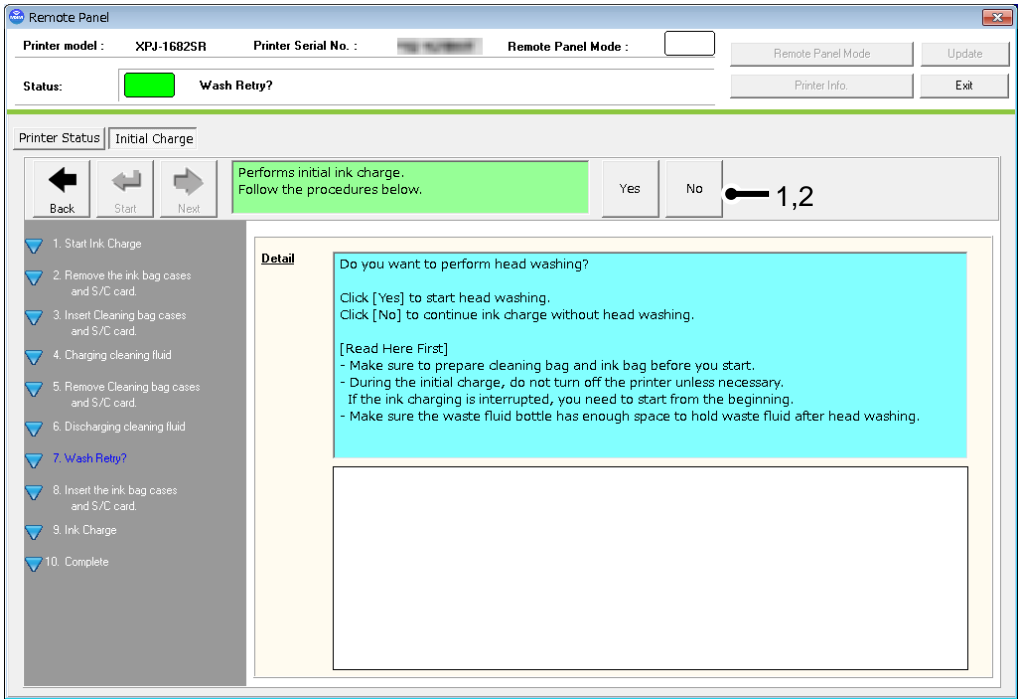 Remote Panel
Printer model : XPJ-1682SR Printer Serial No. : Remote Panel Mode :
Remote Panel Mode Update
Status: Wash Retry?
Printer Info. Exit
Printer Status Initial Charge
Back Start Next
Performs initial ink charge.
Follow the procedures below.
Yes No 1,2
1. Start Ink Charge
2. Remove the ink bag cases
and S/C card.
3. Insert Cleaning bag cases
and S/C card.
4. Charging cleaning fluid
5. Remove Cleaning bag cases
and S/C card.
6. Discharging cleaning fluid
7. Wash Retry?
8. Insert the ink bag cases
and S/C card.
9. Ink Charge
10. Complete
Detail
Do you want to perform head washing?
Click [Yes] to start head washing.
Click [No] to continue ink charge without head washing.
[Read Here First]
- Make sure to prepare cleaning bag and ink bag before you start.
- During the initial charge, do not turn off the printer unless necessary.
If the ink charging is interrupted, you need to start from the beginning.
- Make sure the waste fluid bottle has enough space to hold waste fluid after head washing.